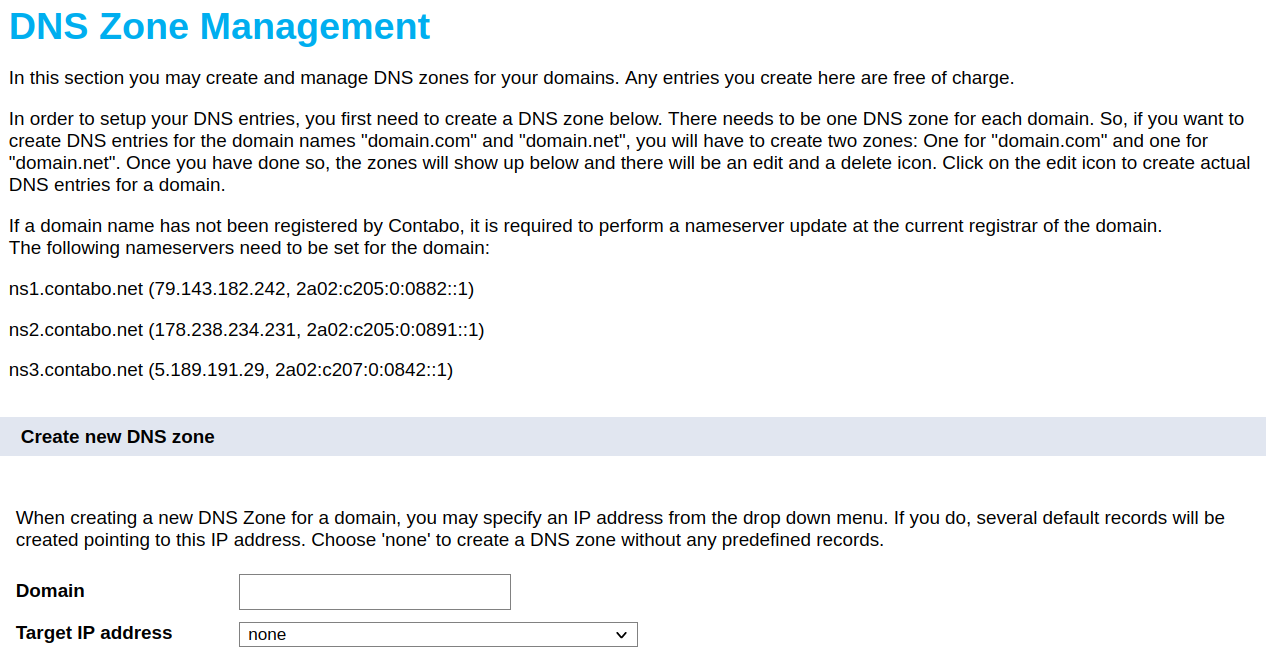 DNS Zone Management
In this section you may create and manage DNS zones for your domains. Any entries you create here are free of charge.
In order to setup your DNS entries, you first need to create a DNS zone below. There needs to be one DNS zone for each domain. So, if you want to
create DNS entries for the domain names "domain.com" and "domain.net", you will have to create two zones: One for "domain.com" and one for
"domain.net". Once you have done so, the zones will show up below and there will be an edit and a delete icon. Click on the edit icon to create actual
DNS entries for a domain.
If a domain name has not been registered by Contabo, it is required to perform a nameserver update at the current registrar of the domain.
The following nameservers need to be set for the domain:
ns1.contabo.net (79.143.182.242, 2a02:c205:0:0882::1)
ns2.contabo.net (178.238.234.231, 2a02:c205:0:0891::1)
ns3.contabo.net (5.189.191.29, 2a02:c207:0:0842::1)
Create new DNS zone
When creating a new DNS Zone for a domain, you may specify an IP address from the drop down menu. If you do, several default records will be
created pointing to this IP address. Choose 'none' to create a DNS zone without any predefined records.
Domain
Target IP address none